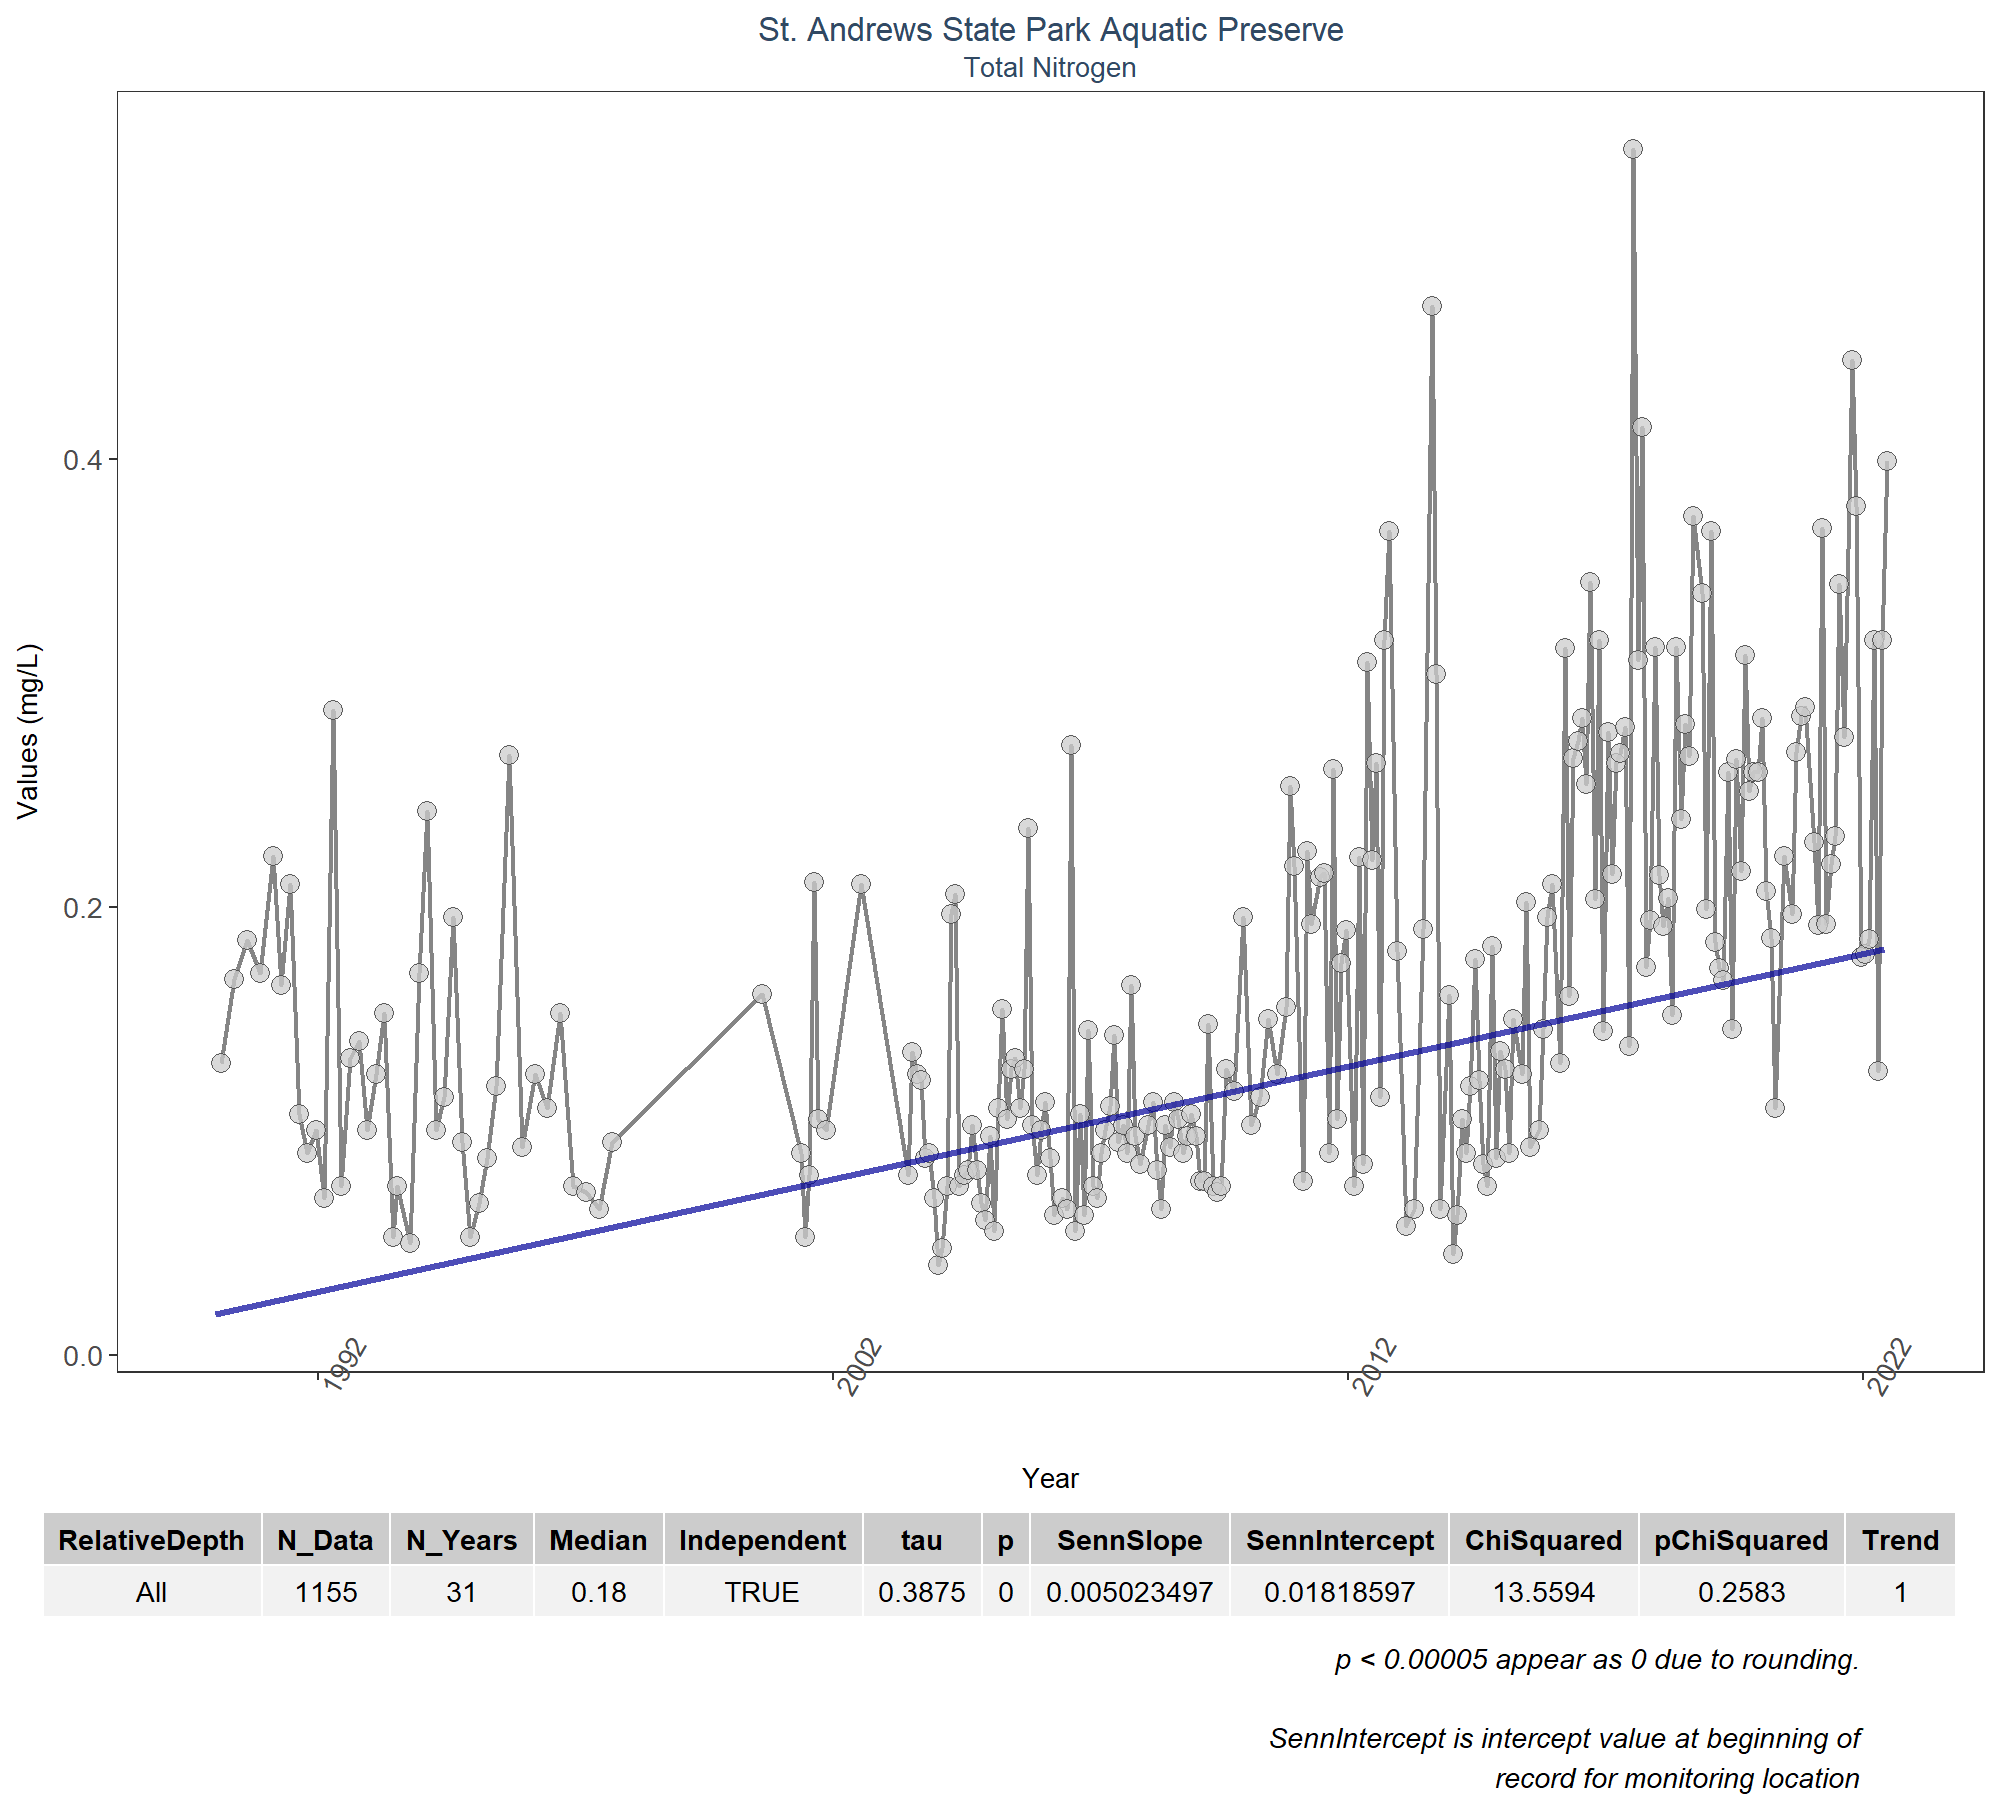 St. Andrews State Park Aquatic Preserve
Total Nitrogen
Values (mg/L)
0.4
0.2
0.0
1992
2002
2012
2022
Year
RelativeDepth N_Data N_Years Median Independent tau p SennSlope SennIntercept ChiSquared pChiSquared Trend
All 1155 31 0.18 TRUE 0.3875 0 0.005023497 0.01818597 13.5594 0.2583 1
p < 0.00005 appear as 0 due to rounding.
SennIntercept is intercept value at beginning of
record for monitoring location